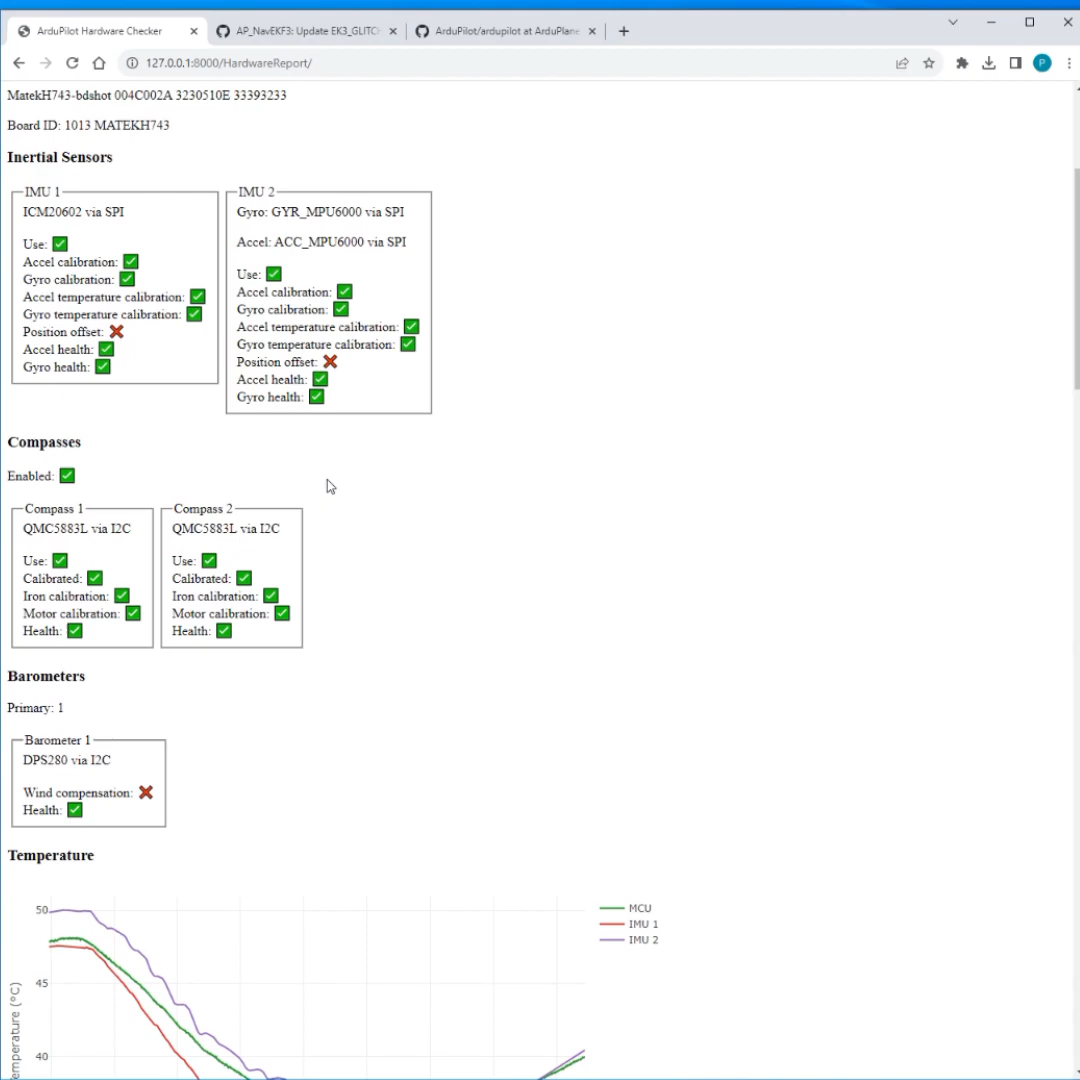 ArduPilot Hardware Checker
AP_NavEKF3: Update EK3_GLITC
ArduPilot/ardupilot at ArduPlane
127.0.0.1:8000/HardwareReport/
P
MatekH743-bdshot 004C002A 3230510E 33393233
Board ID: 1013 MATEKH743
Inertial Sensors
IMU 1
ICM20602 via SPI
Use:
Accel calibration:
Gyro calibration:
Accel temperature calibration:
Gyro temperature calibration:
Position offset:
Accel health:
Gyro health:
IMU 2
Gyro: GYR_MPU6000 via SPI
Accel: ACC_MPU6000 via SPI
Use:
Accel calibration:
Gyro calibration:
Accel temperature calibration:
Gyro temperature calibration:
Position offset:
Accel health:
Gyro health:
Compasses
Enabled:
Compass 1
QMC5883L via I2C
Use:
Calibrated:
Iron calibration:
Motor calibration:
Health:
Compass 2
QMC5883L via I2C
Use:
Calibrated:
Iron calibration:
Motor calibration:
Health:
Barometers
Primary: 1
Barometer 1
DPS280 via I2C
Wind compensation:
Health:
Temperature
50
45
40
emperature (°C)
MCU
IMU 1
IMU 2